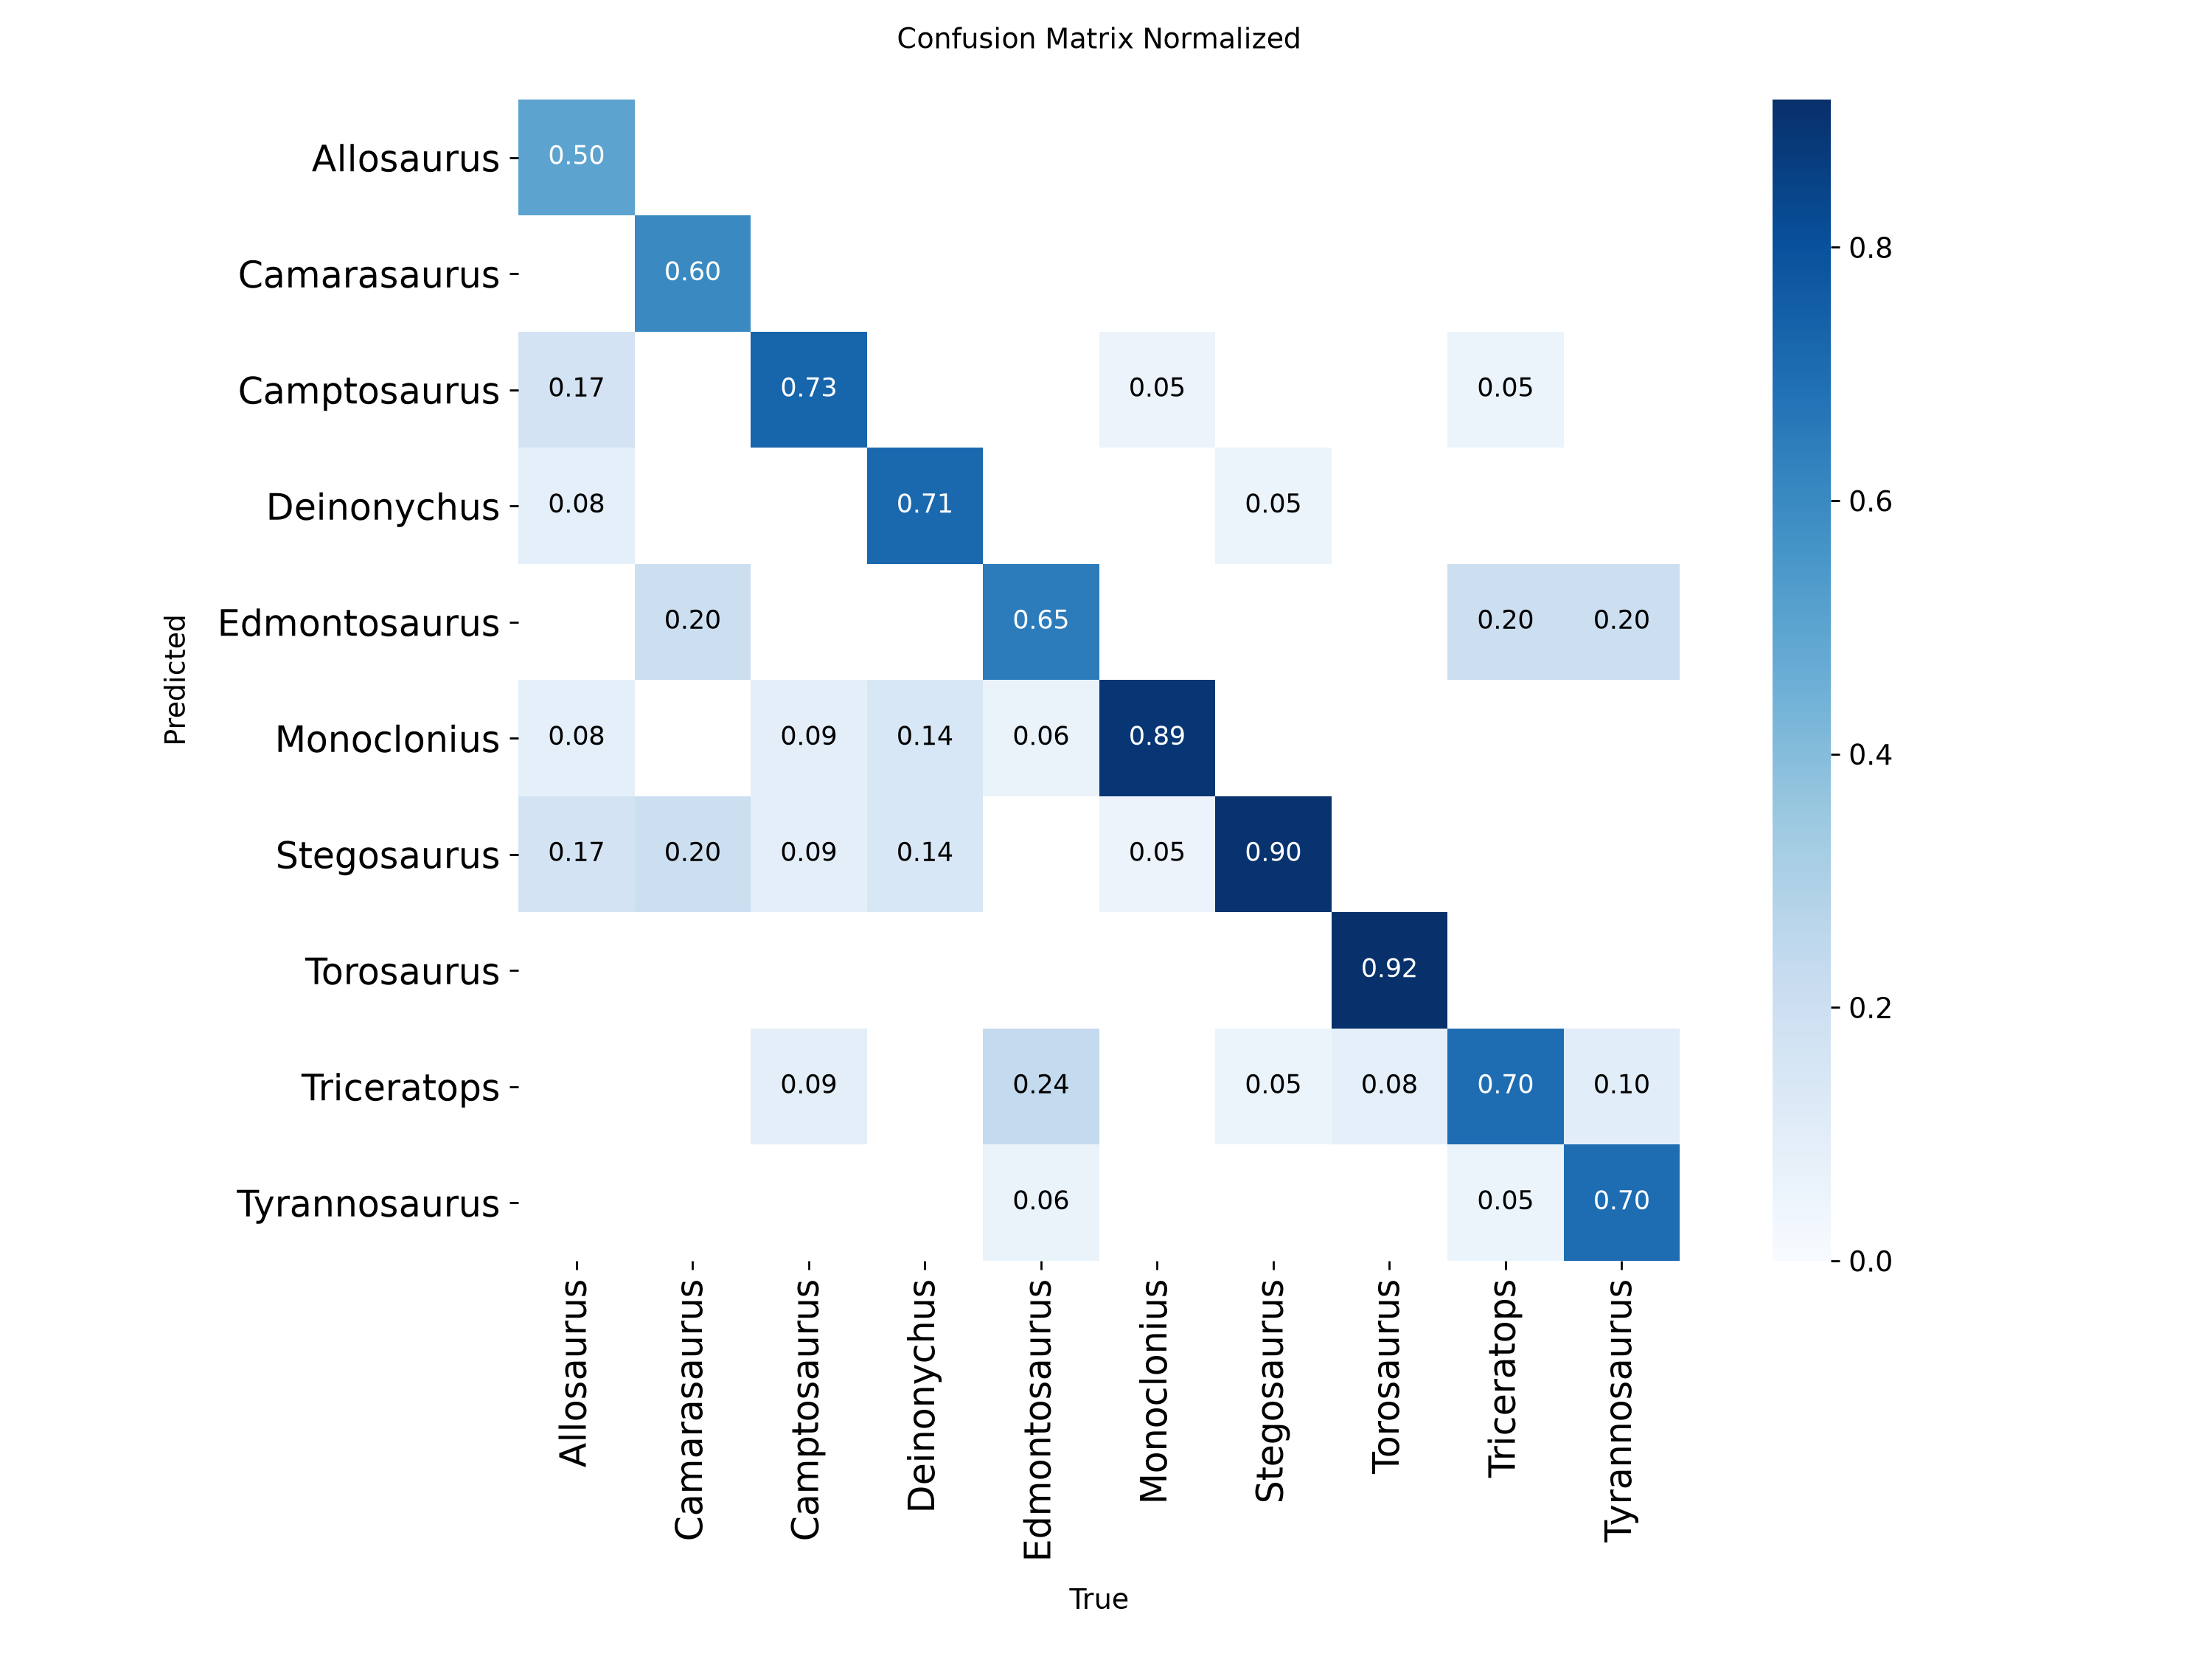 Confusion Matrix Normalized
Allosaurus 0.50
0.8
Camarasaurus 0.60
Camptosaurus 0.17 0.73 0.05 0.05
Deinonychus 0.08 0.71 0.05
0.6
Predicted
Edmontosaurus 0.20 0.65 0.20 0.20
Monoclonius 0.08 0.09 0.14 0.06 0.89
0.4
Stegosaurus 0.17 0.20 0.09 0.14 0.05 0.90
Torosaurus 0.92
0.2
Triceratops 0.09 0.24 0.05 0.08 0.70 0.10
Tyrannosaurus 0.06 0.05 0.70
0.0
Allosaurus
Camarasaurus
Camptosaurus
Deinonychus
Edmontosaurus
Monoclonius
Stegosaurus
Torosaurus
Triceratops
Tyrannosaurus
True